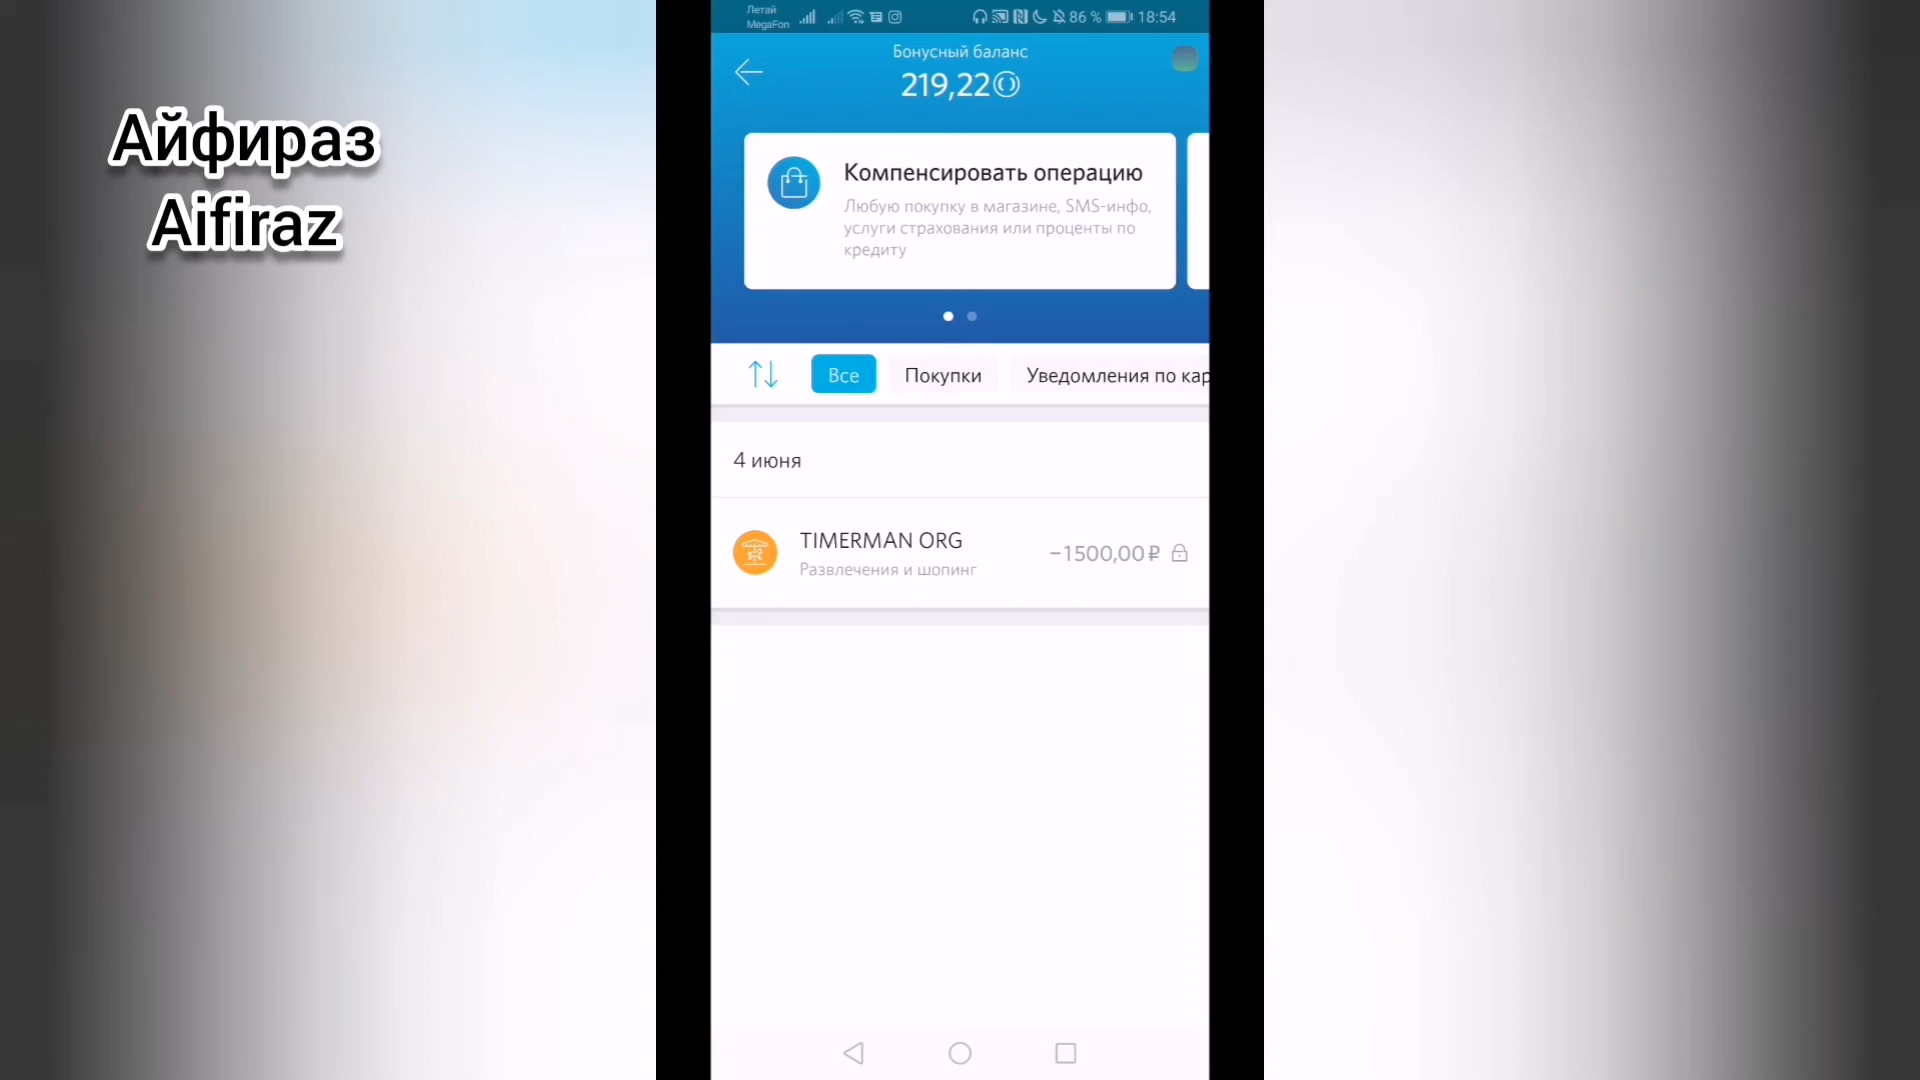 Айфираз
Aifiraz
Летай
MegaFon
86 %
18:54
Бонусный баланс
219,22
Компенсировать операцию
Любую покупку в магазине, SMS-инфо,
услуги страхования или проценты по
кредиту
Все
Покупки
Уведомления по кар
4 июня
TIMERMAN ORG
−1500,00 ₽
Развлечения и шопинг